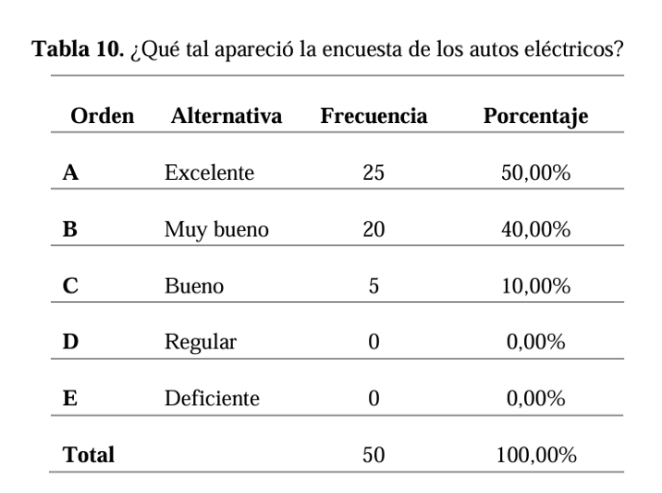 Tabla 10. ¿Qué tal apareció la encuesta de los autos eléctricos?
Orden Alternativa Frecuencia Porcentaje
A Excelente 25 50,00%
B Muy bueno 20 40,00%
C Bueno 5 10,00%
D Regular 0 0,00%
E Deficiente 0 0,00%
Total 50 100,00%